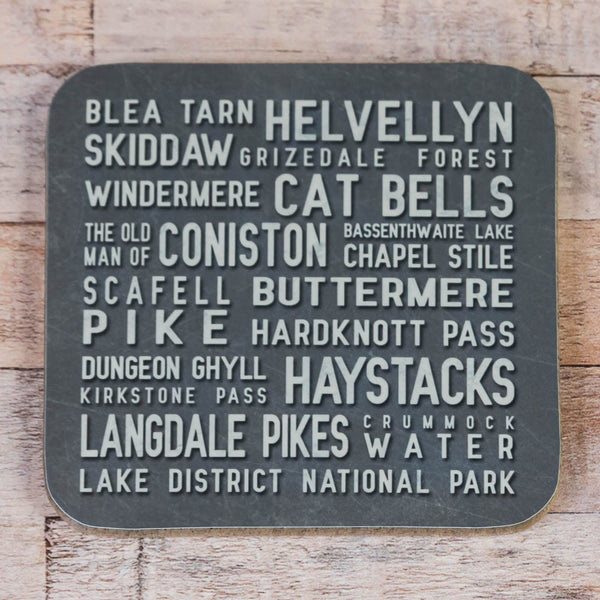 BLEA TARN HELVELLYN
SKIDDAW GRIZEDALE FOREST
WINDERMERE CAT BELLS
THE OLD
MAN OF CONISTON
BASSENTHWAITE LAKE
CHAPEL STILE
SCAFELL
PIKE
BUTTERMERE
HARDKNOTT PASS
DUNGEON GHYLL
KIRKSTONE PASS
HAYSTACKS
LANGDALE PIKES
CRUMMOCK
WATER
LAKE DISTRICT NATIONAL PARK